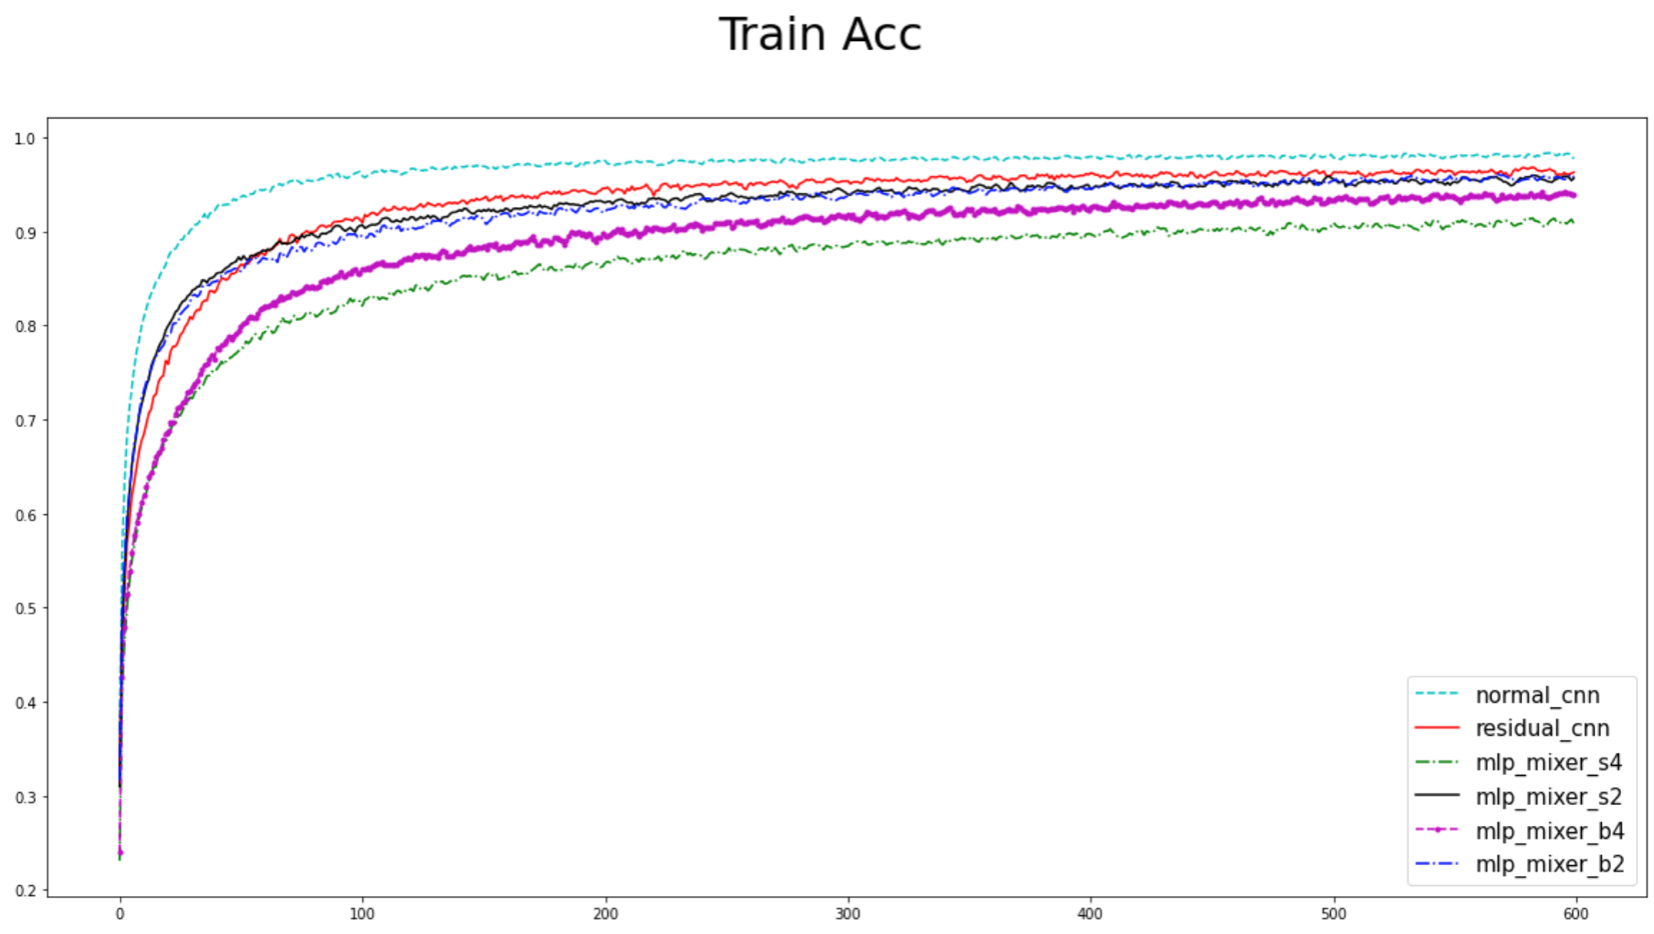 Train Acc
1.0
0.9
0.8
0.7
0.6
0.5
0.4
0.3
0.2
0
100
200
300
400
500
600
normal_cnn
residual_cnn
mlp_mixer_s4
mlp_mixer_s2
mlp_mixer_b4
mlp_mixer_b2